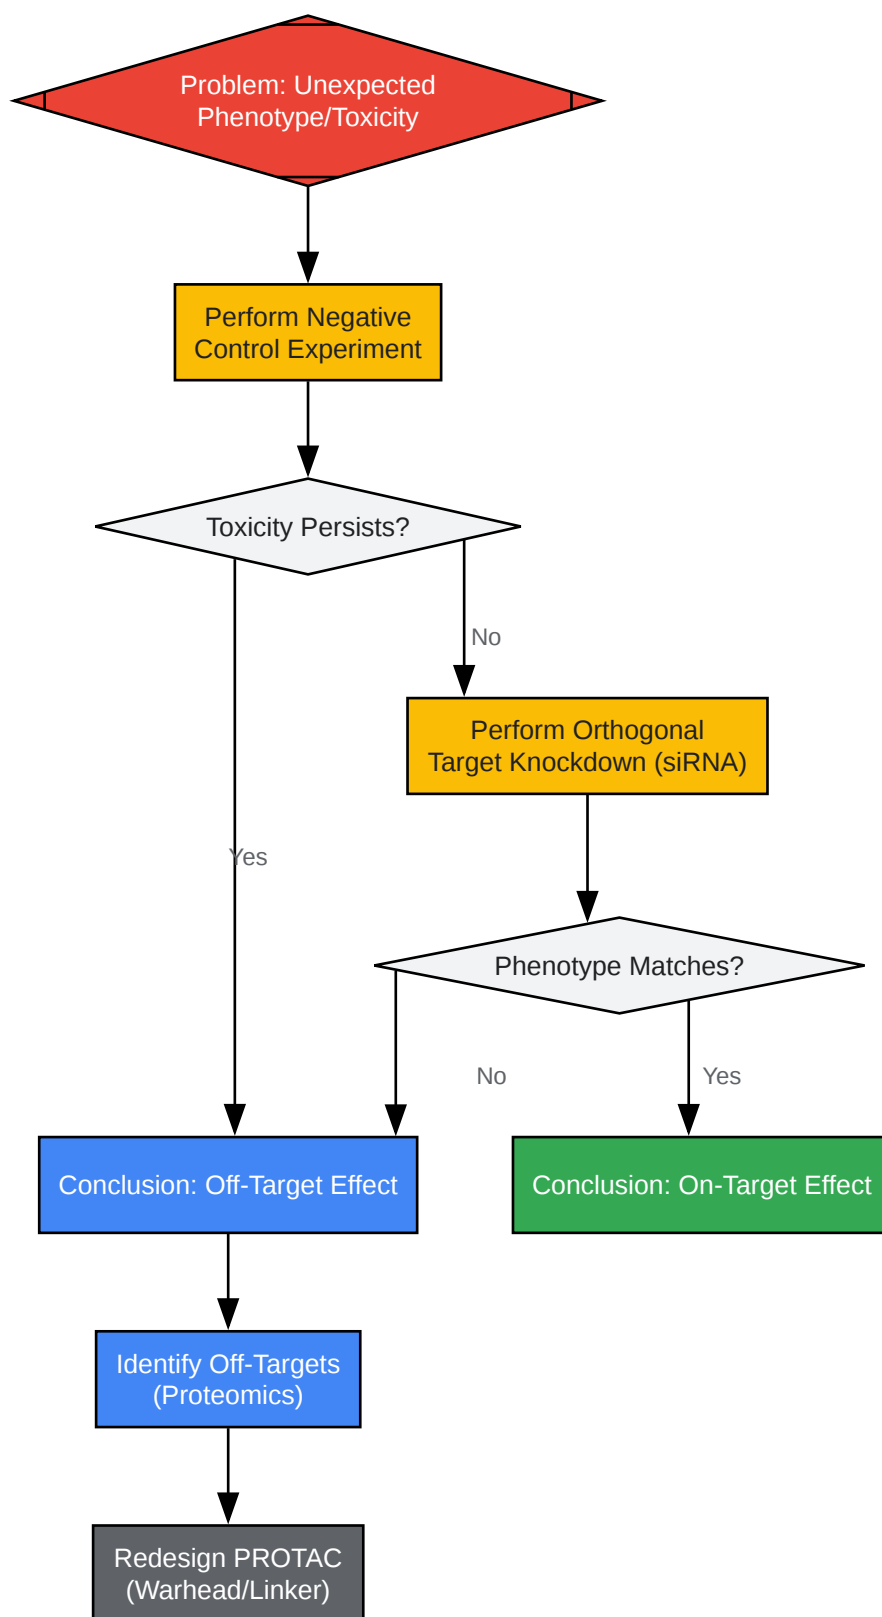 Problem: Unexpected
Phenotype/Toxicity
Perform Negative
Control Experiment
Toxicity Persists?
No
Perform Orthogonal
Target Knockdown (siRNA)
Yes
Phenotype Matches?
No
Yes
Conclusion: Off-Target Effect
Conclusion: On-Target Effect
Identify Off-Targets
(Proteomics)
Redesign PROTAC
(Warhead/Linker)